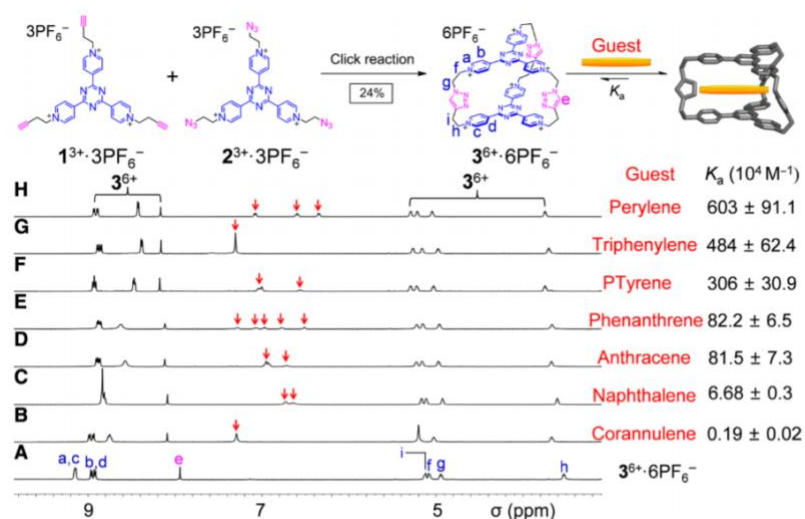 3PF₆⁻ 3PF₆⁻ N₃ 6PF₆⁻
N⁺ N⁺
Click reaction Guest
+ 24% Kₐ
a b f g e i h c d
N₃ N₃
1³⁺·3PF₆⁻ 2³⁺·3PF₆⁻ 3⁶⁺·6PF₆⁻
3⁶⁺ 3⁶⁺ Guest Kₐ (10⁴ M⁻¹)
H Perylene 603 ± 91.1
G Triphenylene 484 ± 62.4
F PTyrene 306 ± 30.9
E Phenanthrene 82.2 ± 6.5
D Anthracene 81.5 ± 7.3
C Naphthalene 6.68 ± 0.3
B Corannulene 0.19 ± 0.02
A a,c b,d e i f g h 3⁶⁺·6PF₆⁻
9 7 5 σ (ppm)